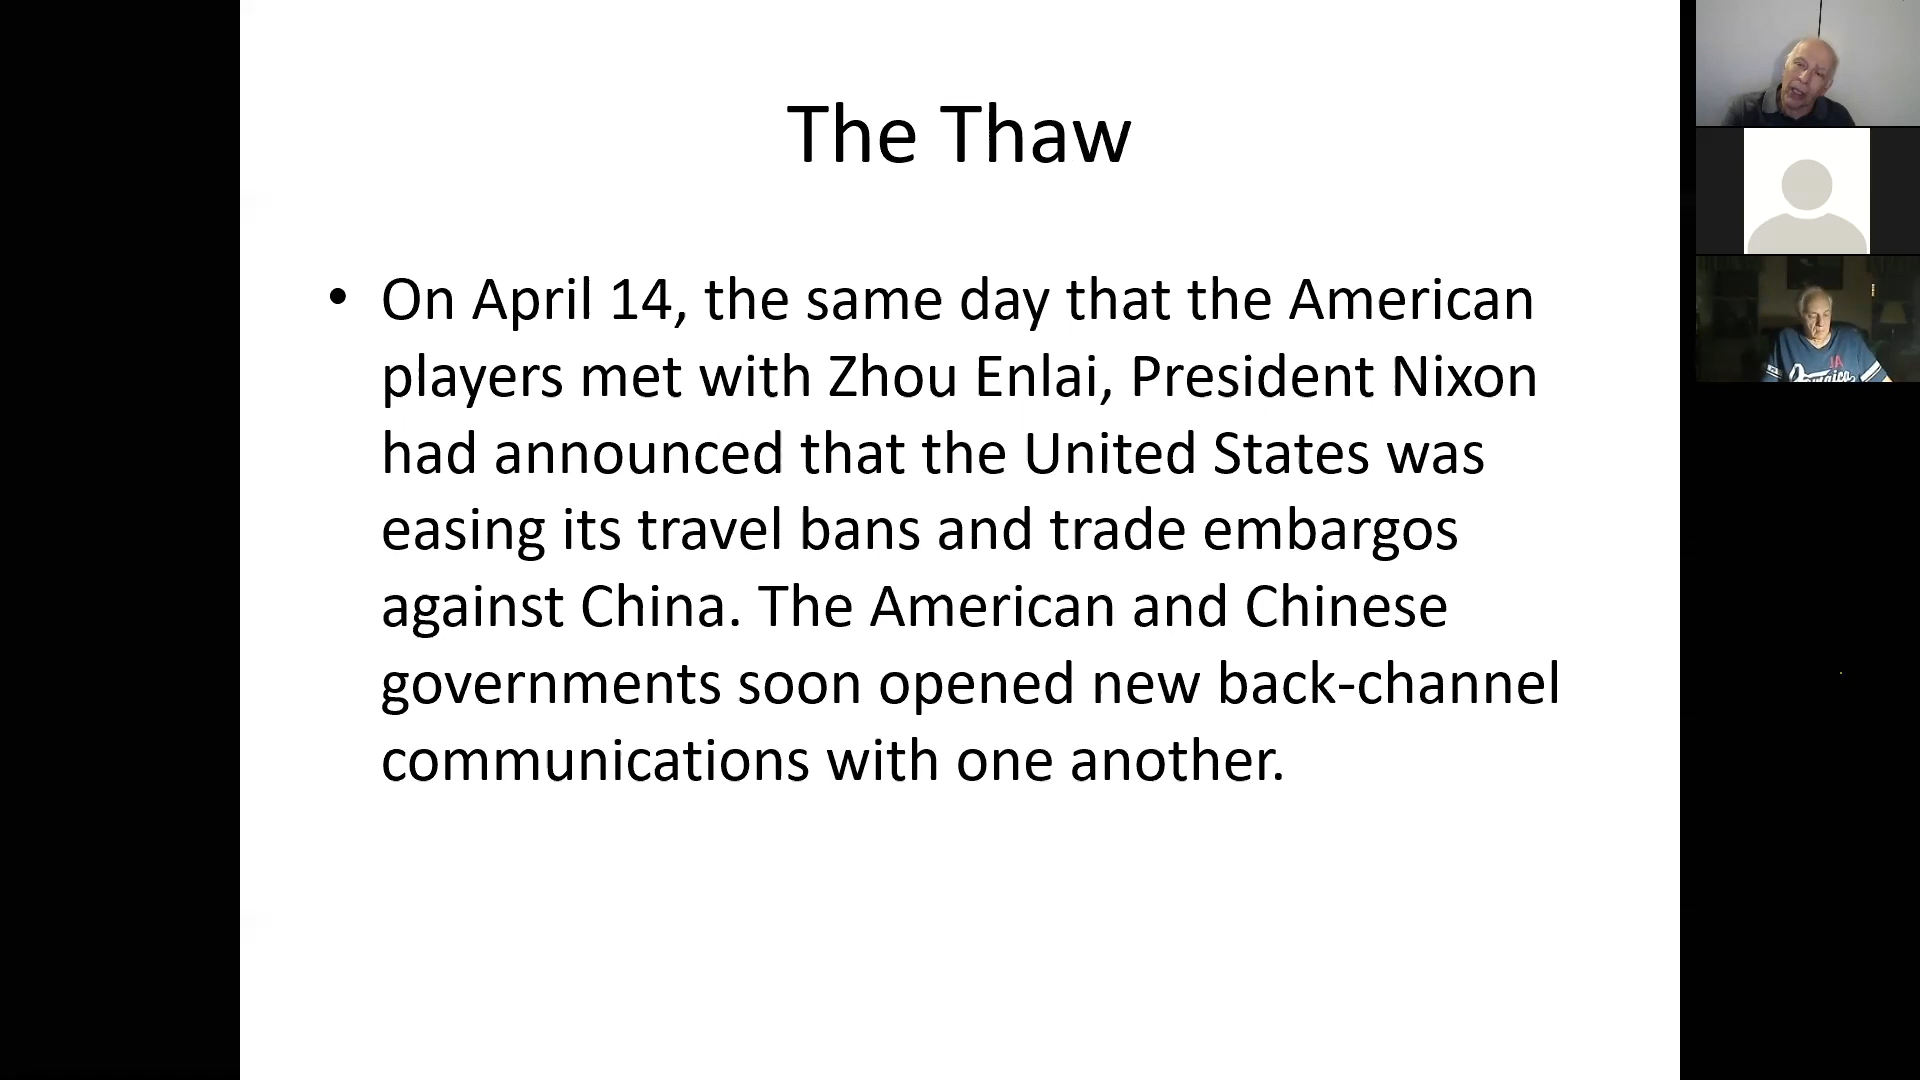 The Thaw
• On April 14, the same day that the American
players met with Zhou Enlai, President Nixon
had announced that the United States was
easing its travel bans and trade embargos
against China. The American and Chinese
governments soon opened new back-channel
communications with one another.
JA
Jamaica